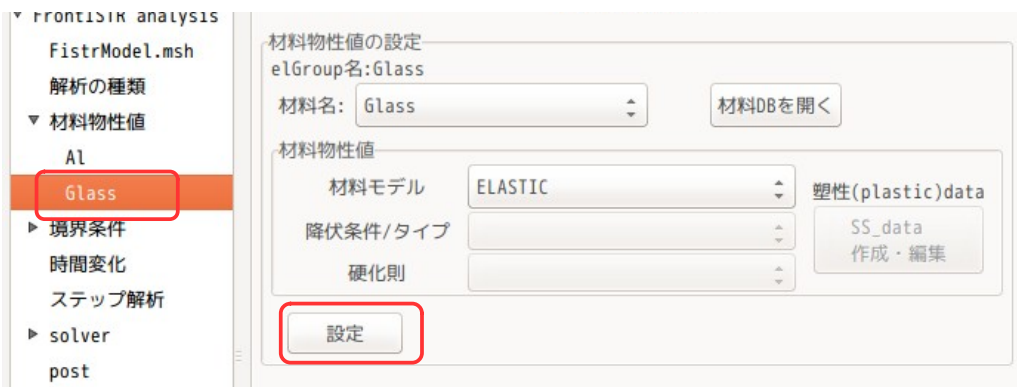 FrontISTR analysis
FistrModel.msh
解析の種類
材料物性値
Al
Glass
境界条件
時間変化
ステップ解析
solver
post
材料物性値の設定
elGroup名:Glass
材料名: Glass 材料DBを開く
材料物性値
材料モデル ELASTIC
降伏条件/タイプ
硬化則
塑性(plastic)data
SS_data
作成・編集
設定